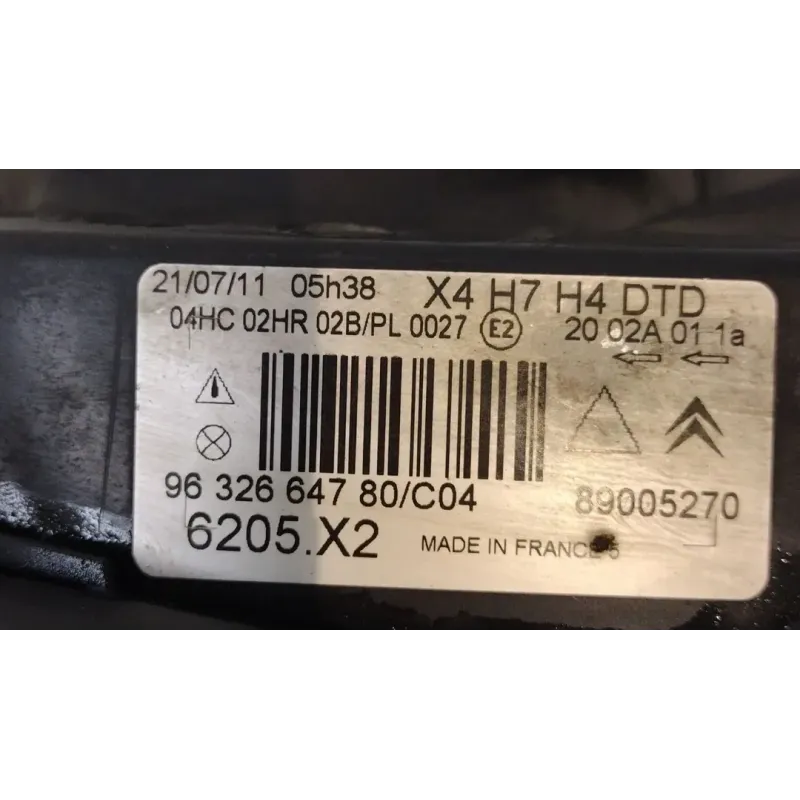 21/07/11 05h38 X4 H7 H4 DTD
04HC 02HR 02B/PL 0027 E2 20 02A 01 1a
96 326 647 80/C04 89005270
6205.X2 MADE IN FRANCE 5